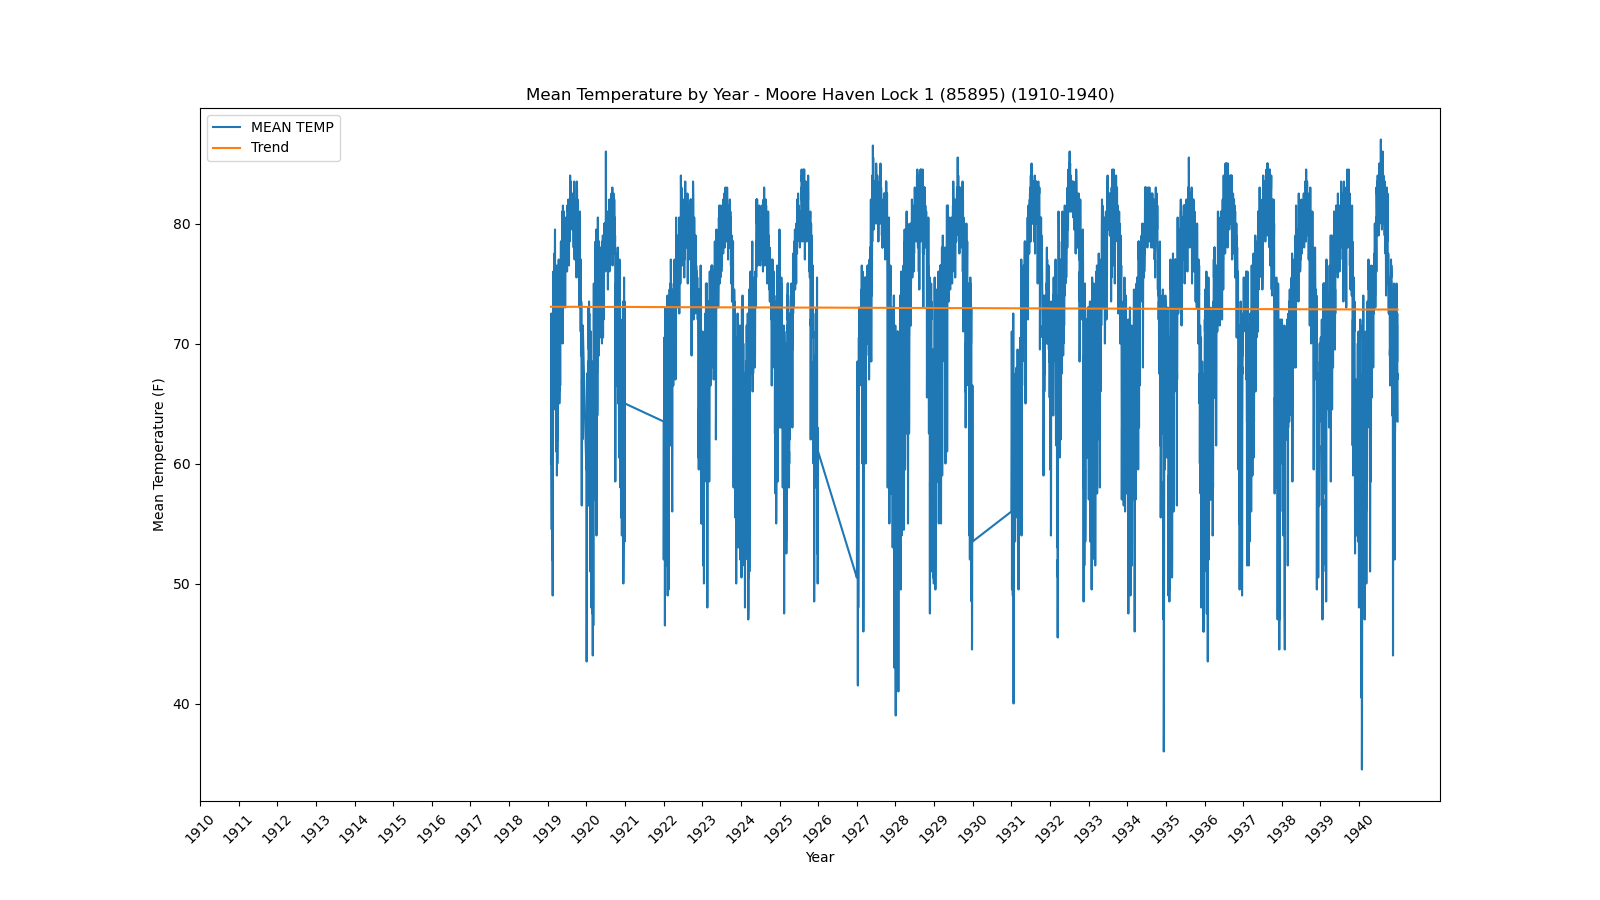 Mean Temperature by Year - Moore Haven Lock 1 (85895) (1910-1940)
MEAN TEMP
Trend
Mean Temperature (F)
80
70
60
50
40
1910 1911 1912 1913 1914 1915 1916 1917 1918 1919 1920 1921 1922 1923 1924 1925 1926 1927 1928 1929 1930 1931 1932 1933 1934 1935 1936 1937 1938 1939 1940
Year